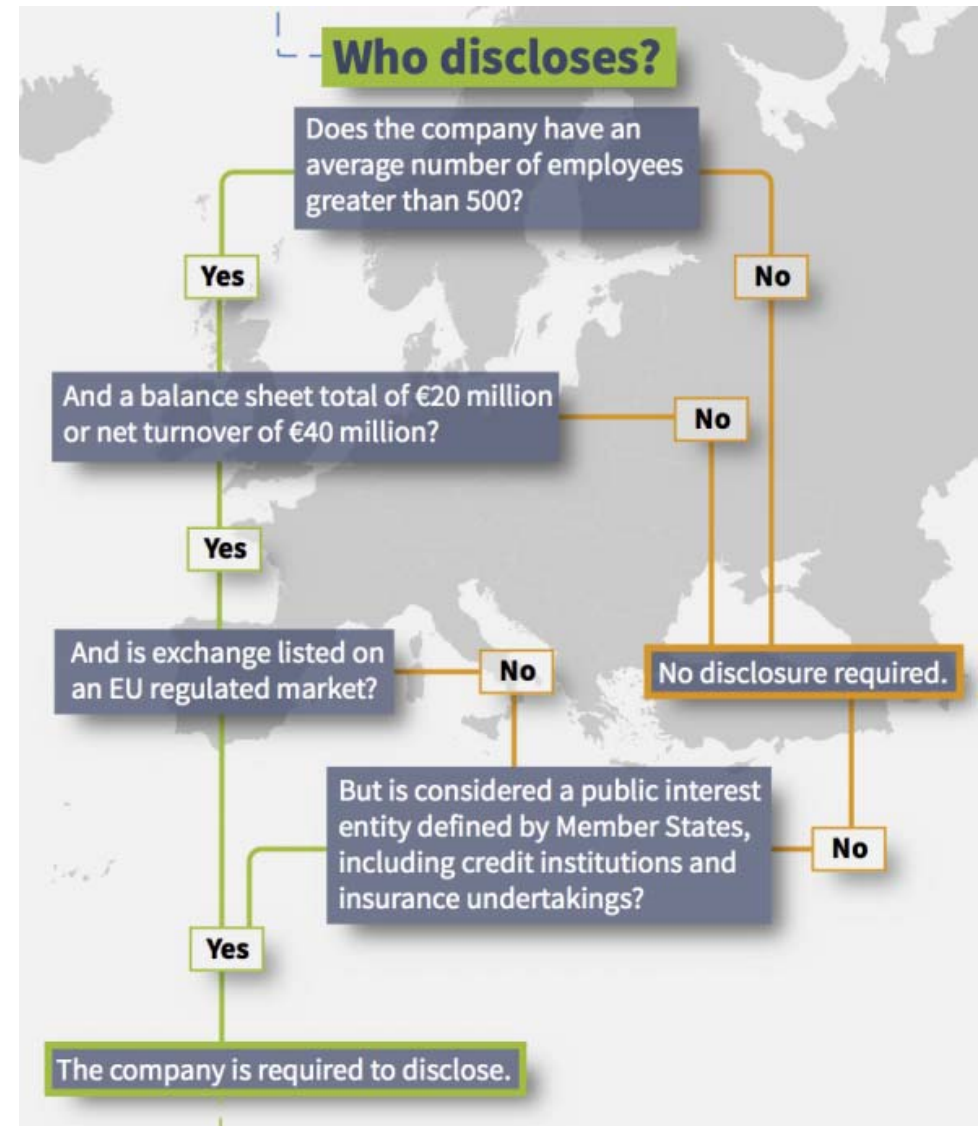 Who discloses?
Does the company have an
average number of employees
greater than 500?
Yes
No
And a balance sheet total of €20 million
or net turnover of €40 million?
No
Yes
And is exchange listed on
an EU regulated market?
No
No disclosure required.
But is considered a public interest
entity defined by Member States,
including credit institutions and
insurance undertakings?
No
Yes
The company is required to disclose.